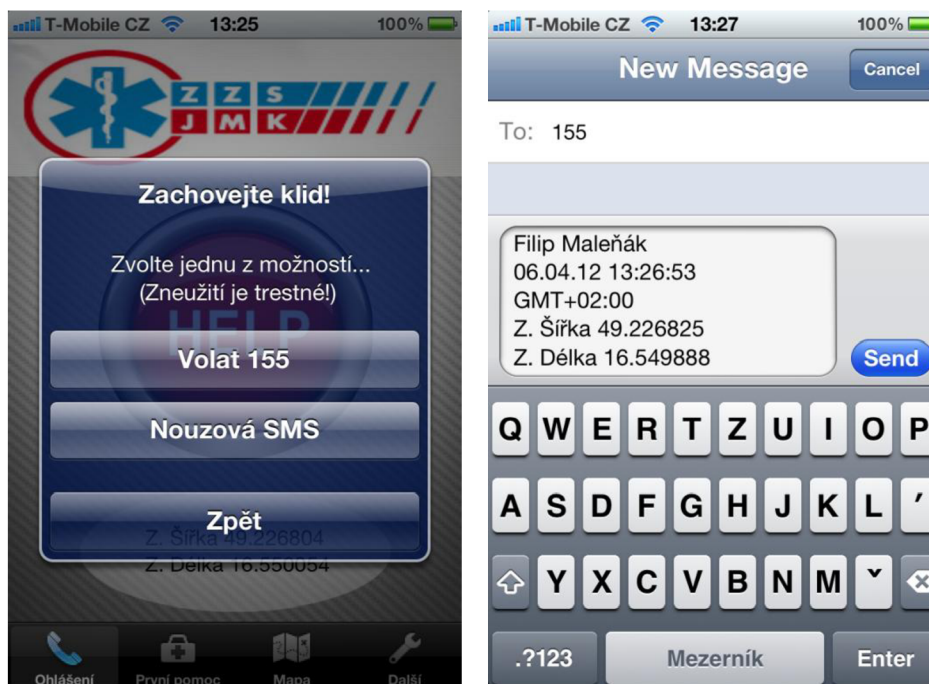 T-Mobile CZ 13:25 100%
ZZS
JMK
Zachovejte klid!
Zvolte jednu z možností...
(Zneužití je trestné!)
HELP
Volat 155
Nouzová SMS
Zpět
Z. Šířka 49.226804
Z. Délka 16.550054
Ohlášení První pomoc Mapa Další
T-Mobile CZ 13:27 100%
New Message Cancel
To: 155
Filip Maleňák
06.04.12 13:26:53
GMT+02:00
Z. Šířka 49.226825
Z. Délka 16.549888
Send
Q W E R T Z U I O P
A S D F G H J K L ′
Y X C V B N M ˇ
.?123 Mezerník Enter